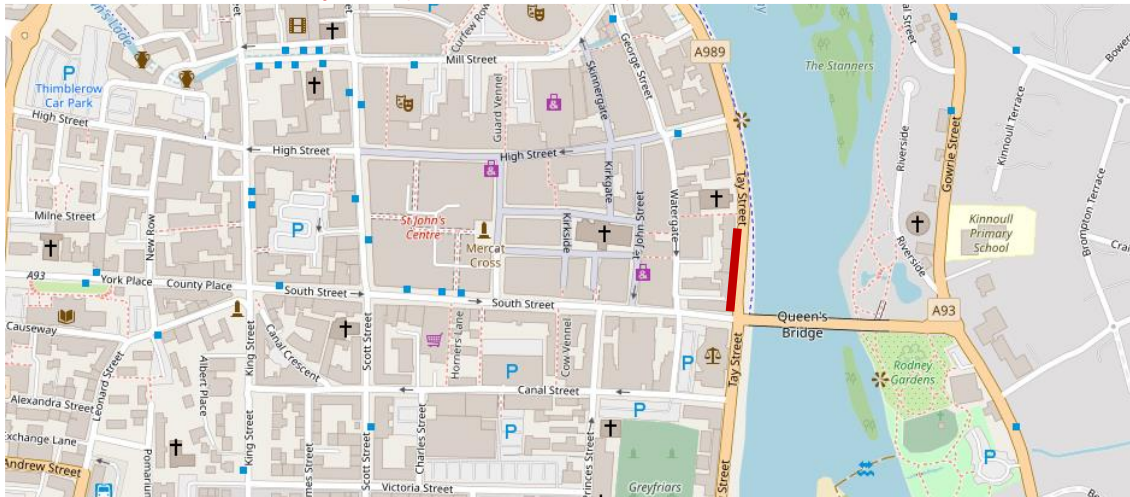 Curfew Row
Mill Street
George Street
A989
The Stanners
Gowrie Street
Kinnoull Terrace
Thimblerow
Car Park
Skinnergate
Guard Vennel
Riverside
Brompton Terrace
High Street
High Street
High Street
Kirkgate
Tay Street
Milne Street
New Row
St John's
Centre
Mercat
Cross
Kirkside
St John Street
Watergate
Kinnoull
Primary
School
Riverside
A93
York Place
County Place
South Street
South Street
Queen's
Bridge
A93
Causeway
King Street
Scott Street
Horners Lane
Cow Vennel
Tay Street
Canal Crescent
Albert Place
Leonard Street
Canal Street
Rodney
Gardens
Alexandra Street
Exchange Lane
King Street
Scott Street
Charles Street
Princes Street
Andrew Street
Victoria Street
Greyfriars
Tay Street
P
P
P
P
P
P
P
P